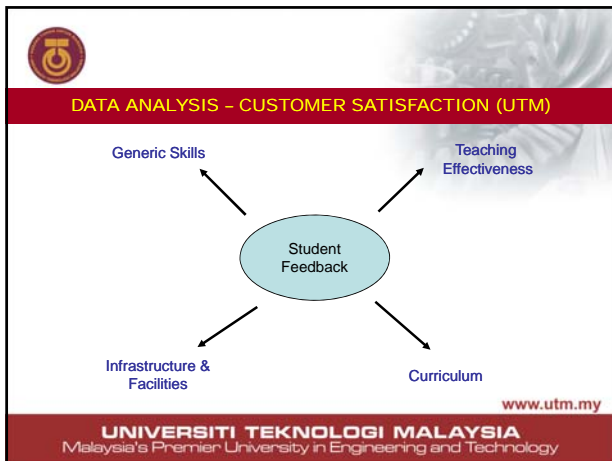 DATA ANALYSIS – CUSTOMER SATISFACTION (UTM)
Generic Skills
Teaching
Effectiveness
Student
Feedback
Infrastructure &
Facilities
Curriculum
www.utm.my
UNIVERSITI TEKNOLOGI MALAYSIA
Malaysia's Premier University in Engineering and Technology